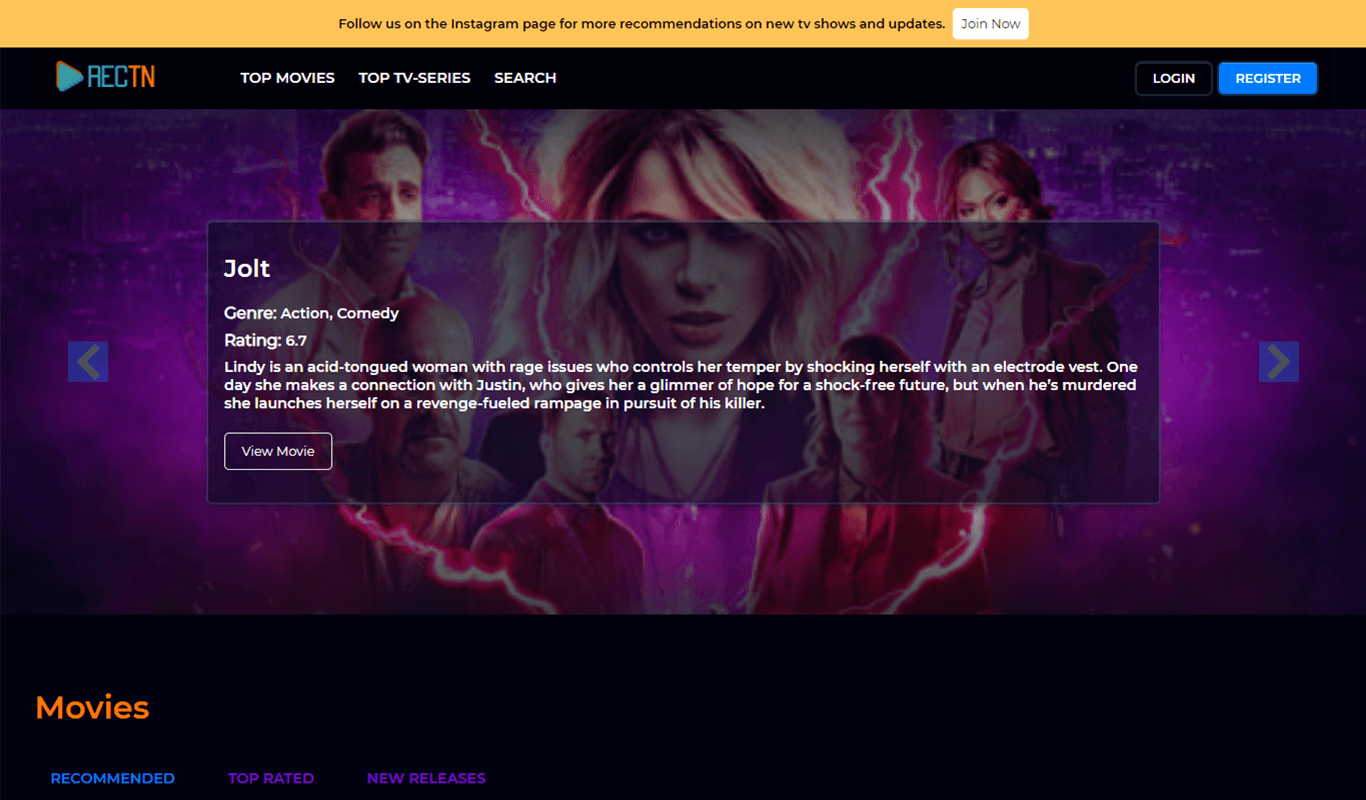 Follow us on the Instagram page for more recommendations on new tv shows and updates. Join Now
RECTN TOP MOVIES TOP TV-SERIES SEARCH LOGIN REGISTER
Jolt
Genre: Action, Comedy
Rating: 6.7
Lindy is an acid-tongued woman with rage issues who controls her temper by shocking herself with an electrode vest. One
day she makes a connection with Justin, who gives her a glimmer of hope for a shock-free future, but when he’s murdered
she launches herself on a revenge-fueled rampage in pursuit of his killer.
View Movie
Movies
RECOMMENDED TOP RATED NEW RELEASES